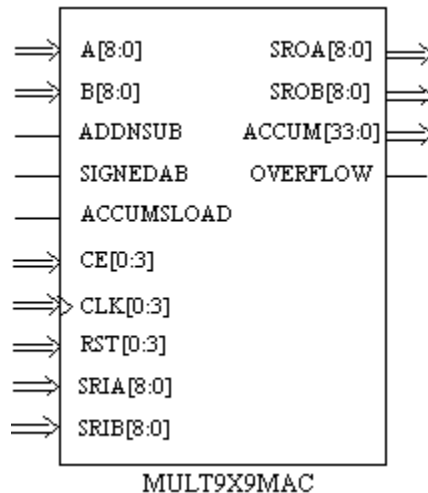 A[8:0] SROA[8:0]
B[8:0] SROB[8:0]
ADDNSUB ACCUM[33:0]
SIGNEDAB OVERFLOW
ACCUMSLOAD
CE[0:3]
CLK[0:3]
RST[0:3]
SRIA[8:0]
SRIB[8:0]
MULT9X9MAC